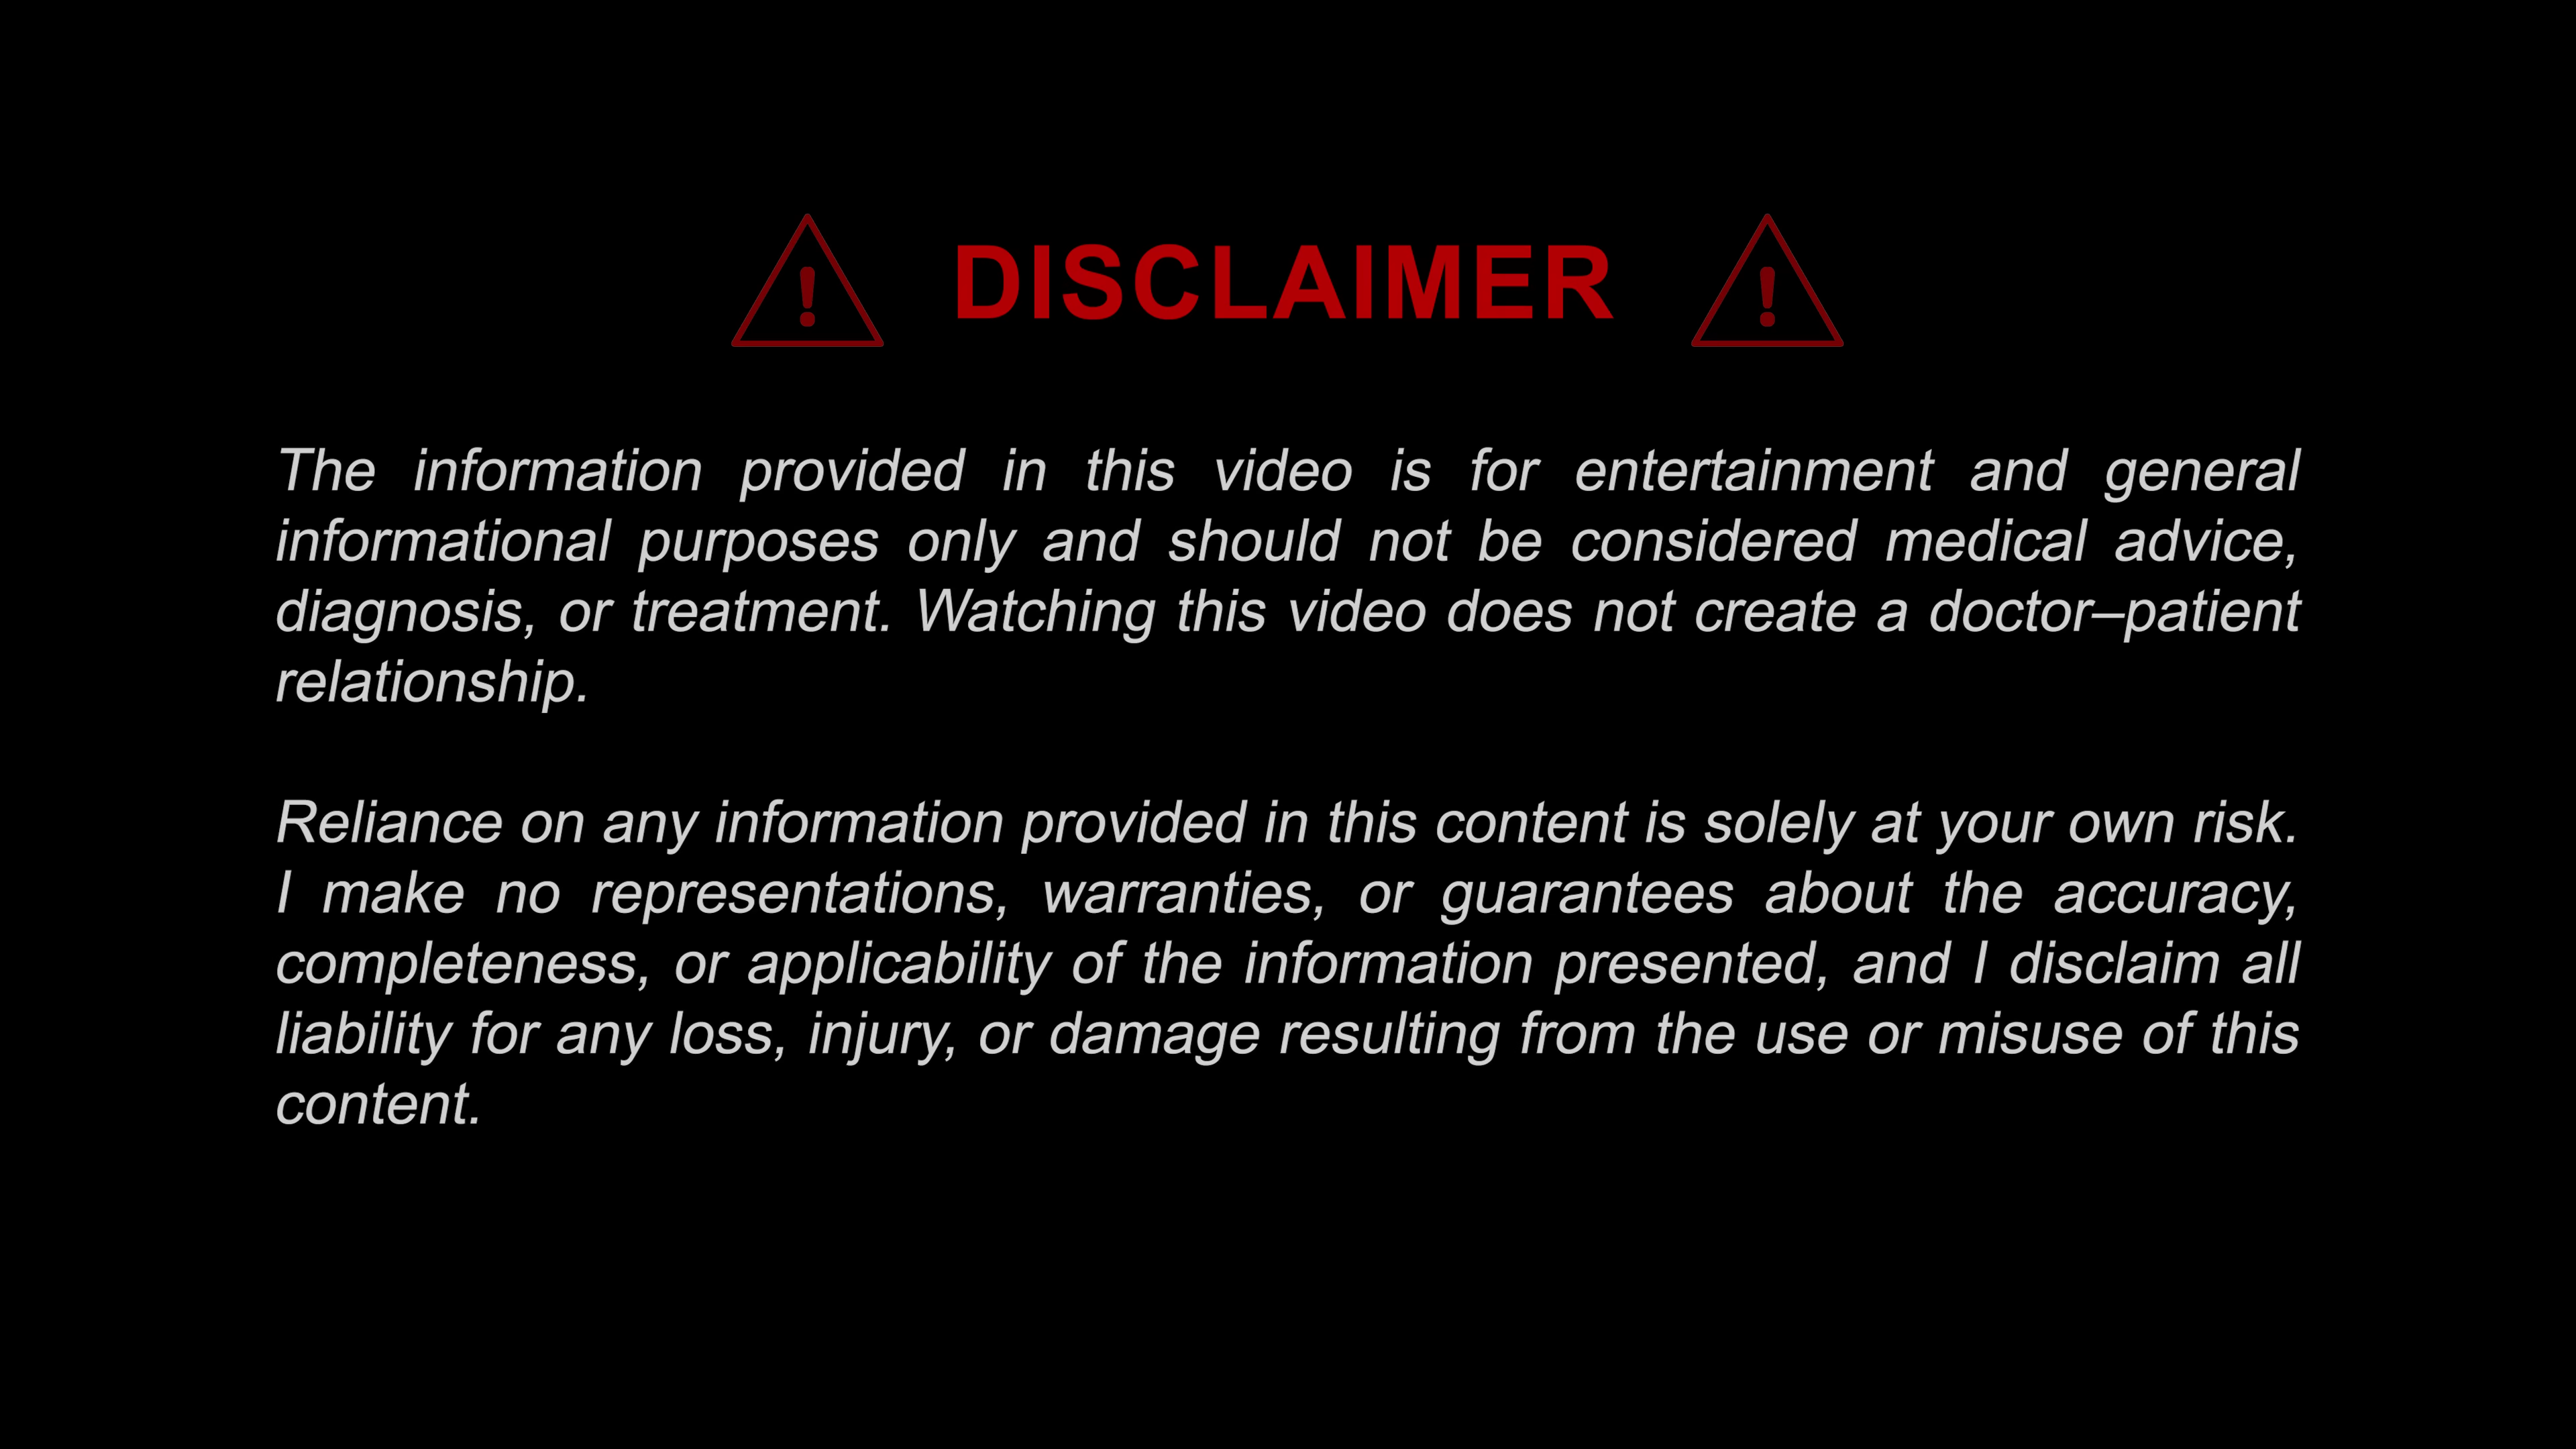 DISCLAIMER
The information provided in this video is for entertainment and general
informational purposes only and should not be considered medical advice,
diagnosis, or treatment. Watching this video does not create a doctor–patient
relationship.
Reliance on any information provided in this content is solely at your own risk.
I make no representations, warranties, or guarantees about the accuracy,
completeness, or applicability of the information presented, and I disclaim all
liability for any loss, injury, or damage resulting from the use or misuse of this
content.